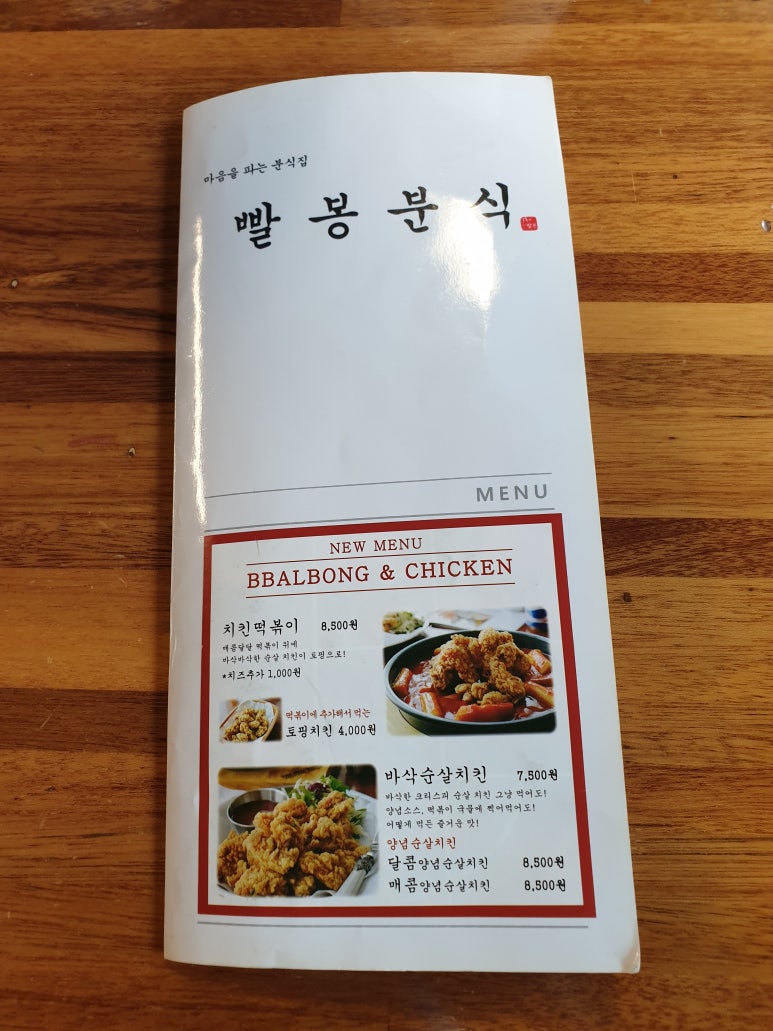 마음을 파는 분식집
빨봉분식
MENU
NEW MENU
BBALBONG & CHICKEN
치킨떡볶이 8,500원
매콤달달 떡볶이 위에
바삭바삭한 순살 치킨이 토핑으로!
*치즈추가 1,000원
떡볶이에 추가해서 먹는
토핑치킨 4,000원
바삭순살치킨 7,500원
바삭한 크리스피 순살 치킨 그냥 먹어도!
양념소스, 떡볶이 국물에 찍어먹어도!
어떻게 먹든 즐거운 맛!
양념순살치킨
달콤양념순살치킨 8,500원
매콤양념순살치킨 8,500원